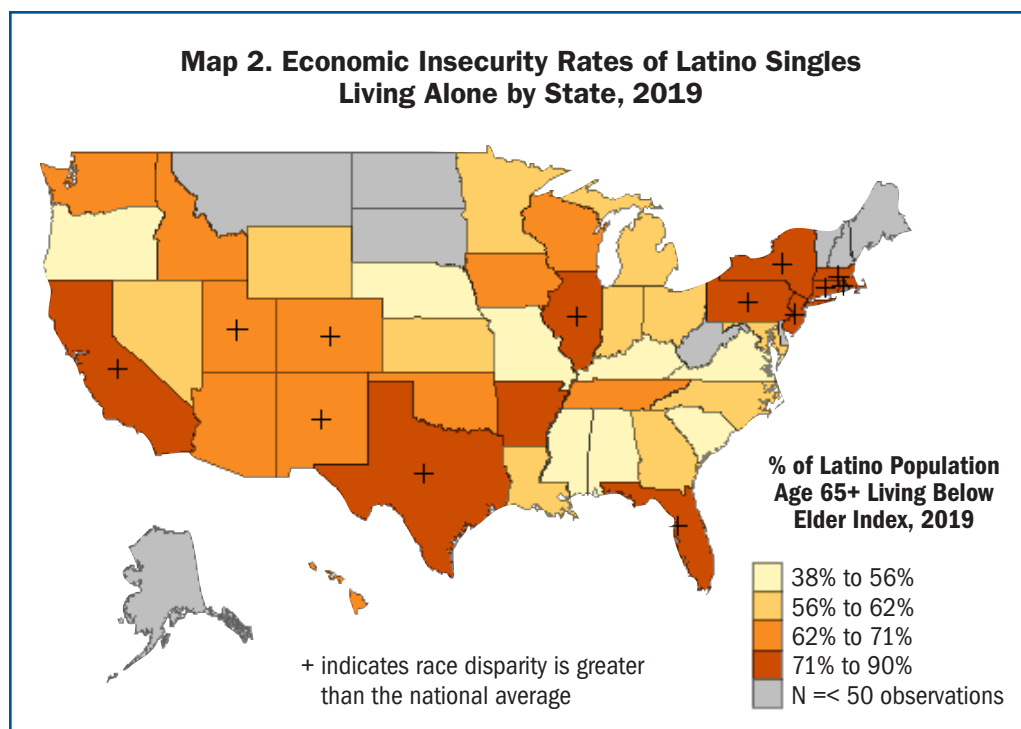 Map 2. Economic Insecurity Rates of Latino Singles
Living Alone by State, 2019
% of Latino Population
Age 65+ Living Below
Elder Index, 2019
38% to 56%
56% to 62%
62% to 71%
71% to 90%
N =< 50 observations
+ indicates race disparity is greater
than the national average